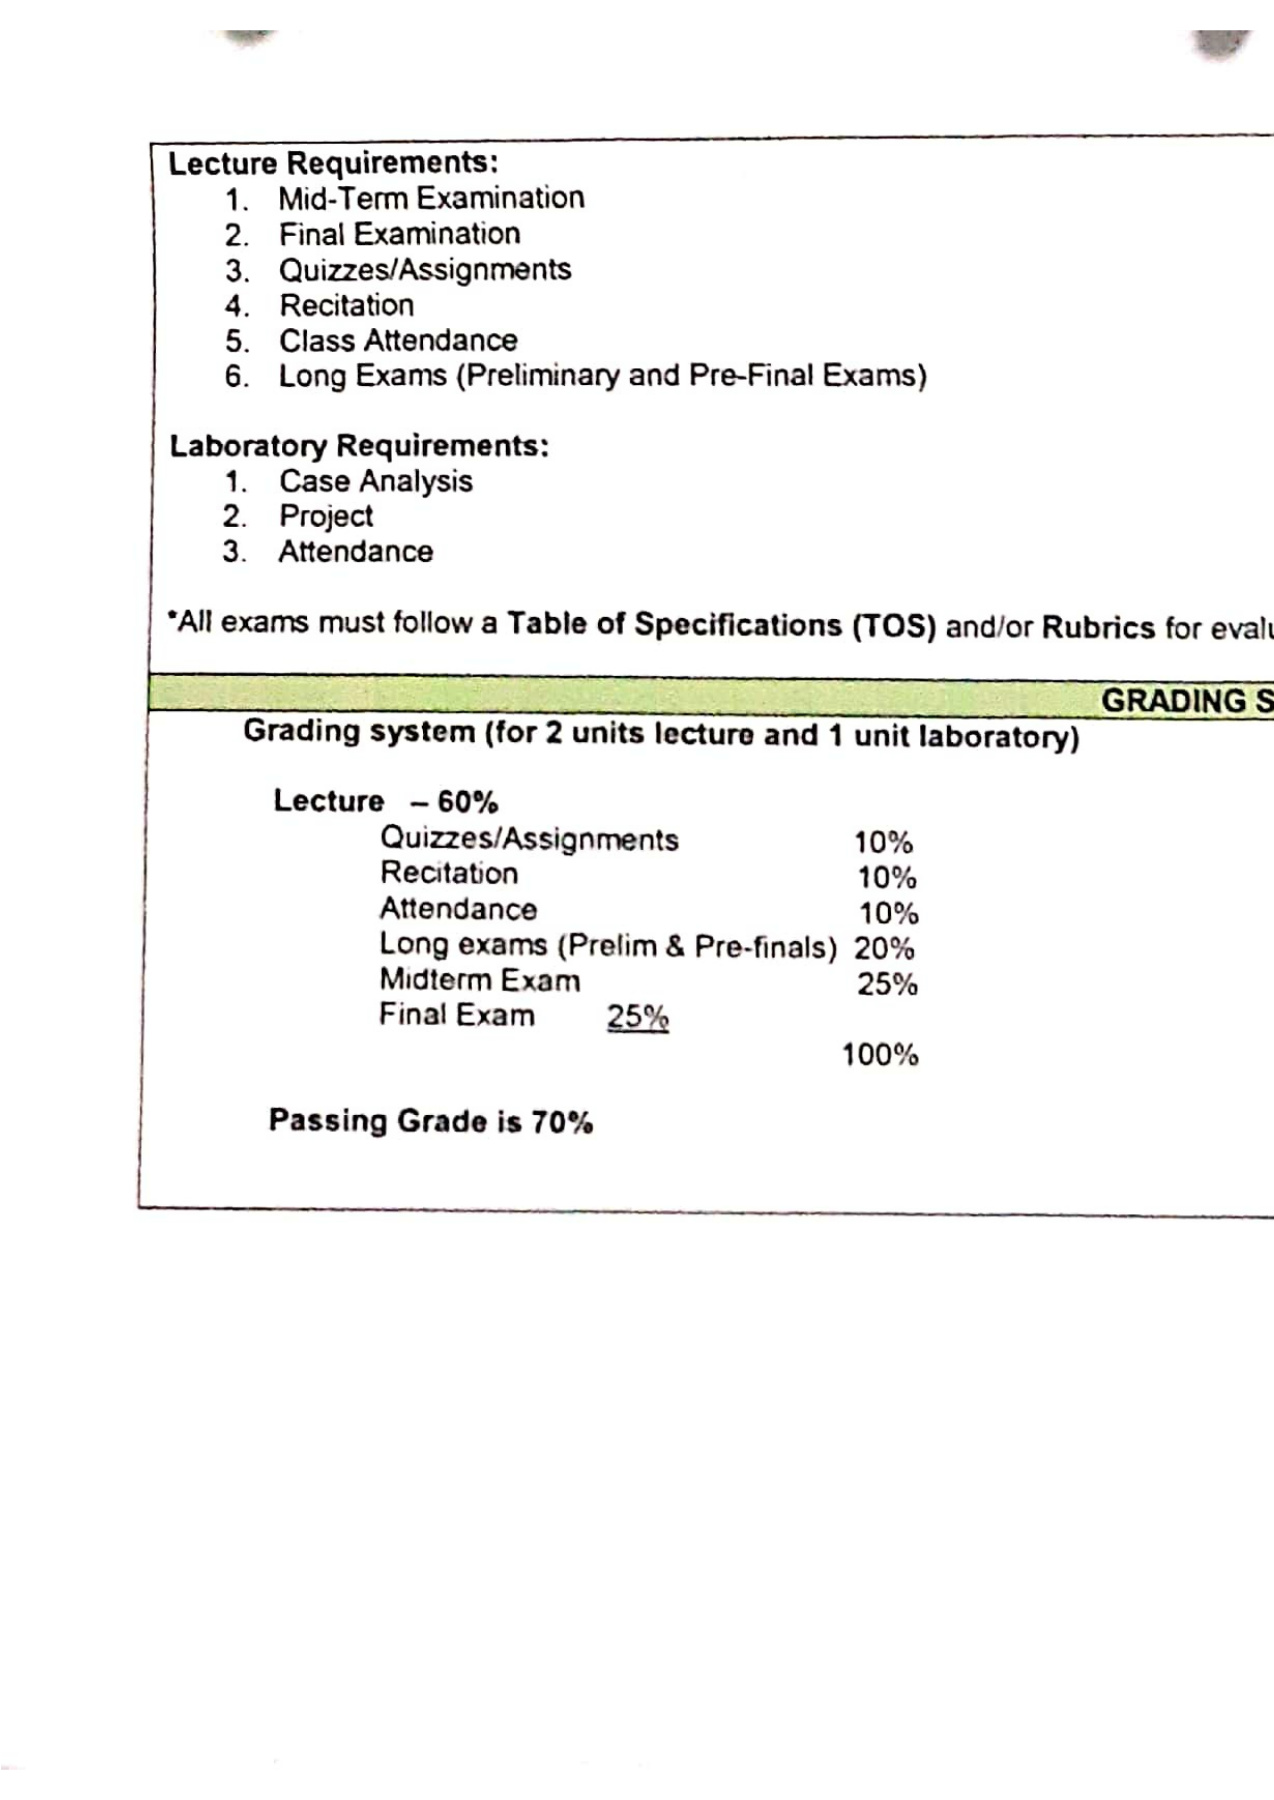 Lecture Requirements:
1. Mid-Term Examination
2. Final Examination
3. Quizzes/Assignments
4. Recitation
5. Class Attendance
6. Long Exams (Preliminary and Pre-Final Exams)
Laboratory Requirements:
1. Case Analysis
2. Project
3. Attendance
*All exams must follow a Table of Specifications (TOS) and/or Rubrics for
GRADING
Grading system (for 2 units lecture and 1 unit laboratory)
Lecture – 60%
Quizzes/Assignments 10%
Recitation 10%
Attendance 10%
Long exams (Prelim & Pre-finals) 20%
Midterm Exam 25%
Final Exam 25%
100%
Passing Grade is 70%